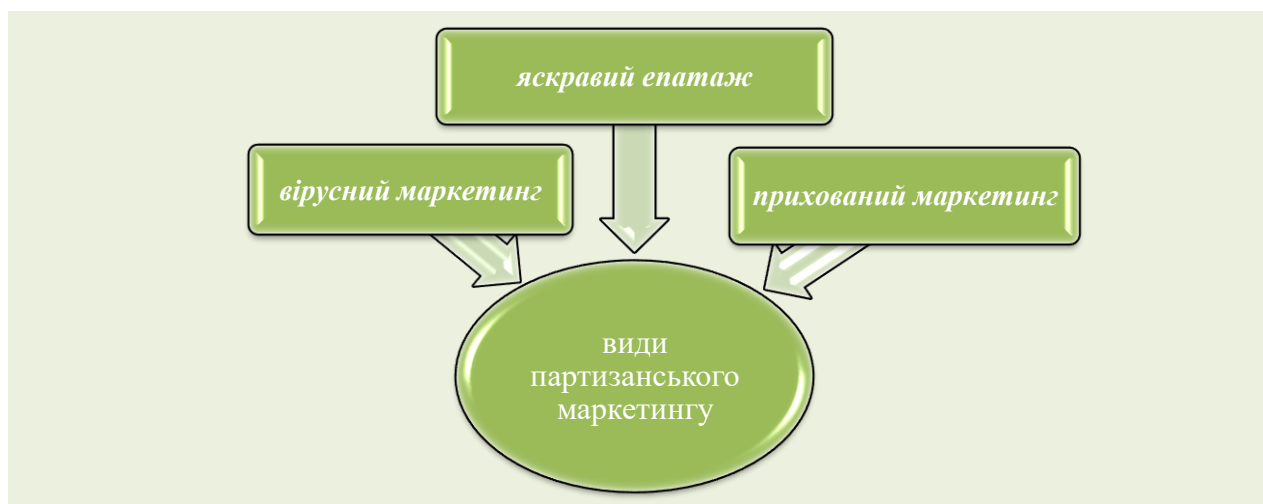 яскравий епатаж
вірусний маркетинг
прихований маркетинг
види
партизанського
маркетингу